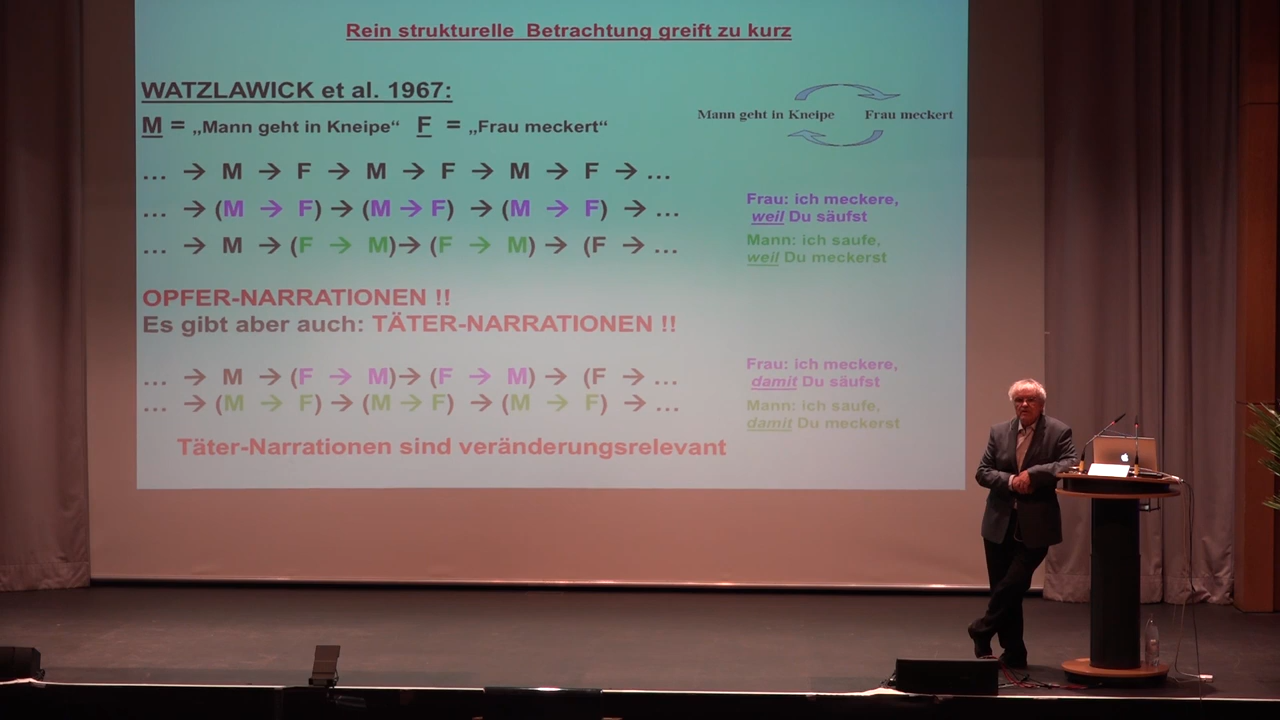 Rein strukturelle Betrachtung greift zu kurz
WATZLAWICK et al. 1967:
M = „Mann geht in Kneipe“ F = „Frau meckert“
Mann geht in Kneipe Frau meckert
… → M → F → M → F → M → F → …
… → (M → F) → (M → F) → (M → F) → …
Frau: ich meckere,
weil Du säufst
… → M → (F → M)→ (F → M) → (F → …
Mann: ich saufe,
weil Du meckerst
OPFER-NARRATIONEN !!
Es gibt aber auch: TÄTER-NARRATIONEN !!
… → M → (F → M)→ (F → M) → (F → …
Frau: ich meckere,
damit Du säufst
… → (M → F) → (M → F) → (M → F) → …
Mann: ich saufe,
damit Du meckerst
Täter-Narrationen sind veränderungsrelevant